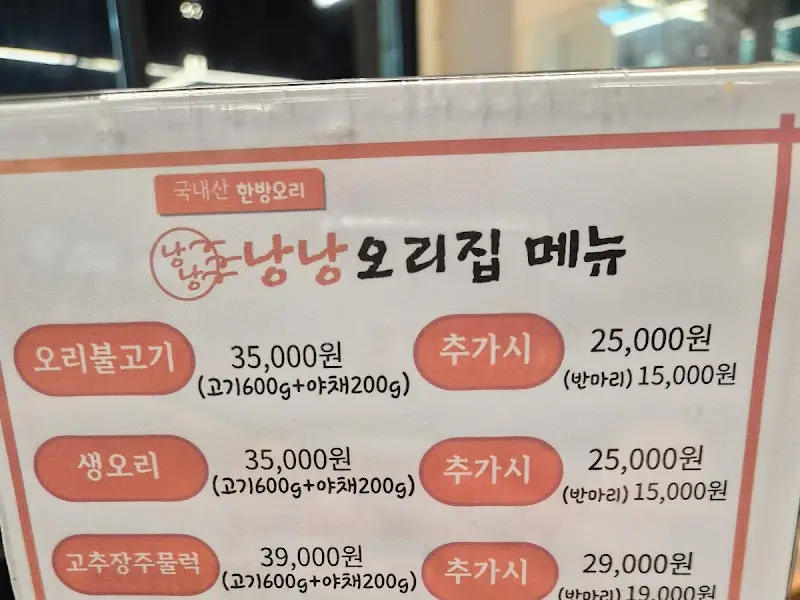 국내산 한방오리
낭낭
낭낭오리집 메뉴
오리불고기 35,000원 추가시 25,000원
(고기600g+야채200g) (반마리) 15,000원
생오리 35,000원 추가시 25,000원
(고기600g+야채200g) (반마리) 15,000원
고추장주물럭 39,000원 추가시 29,000원
(고기600g+야채200g) (반마리) 19,000원